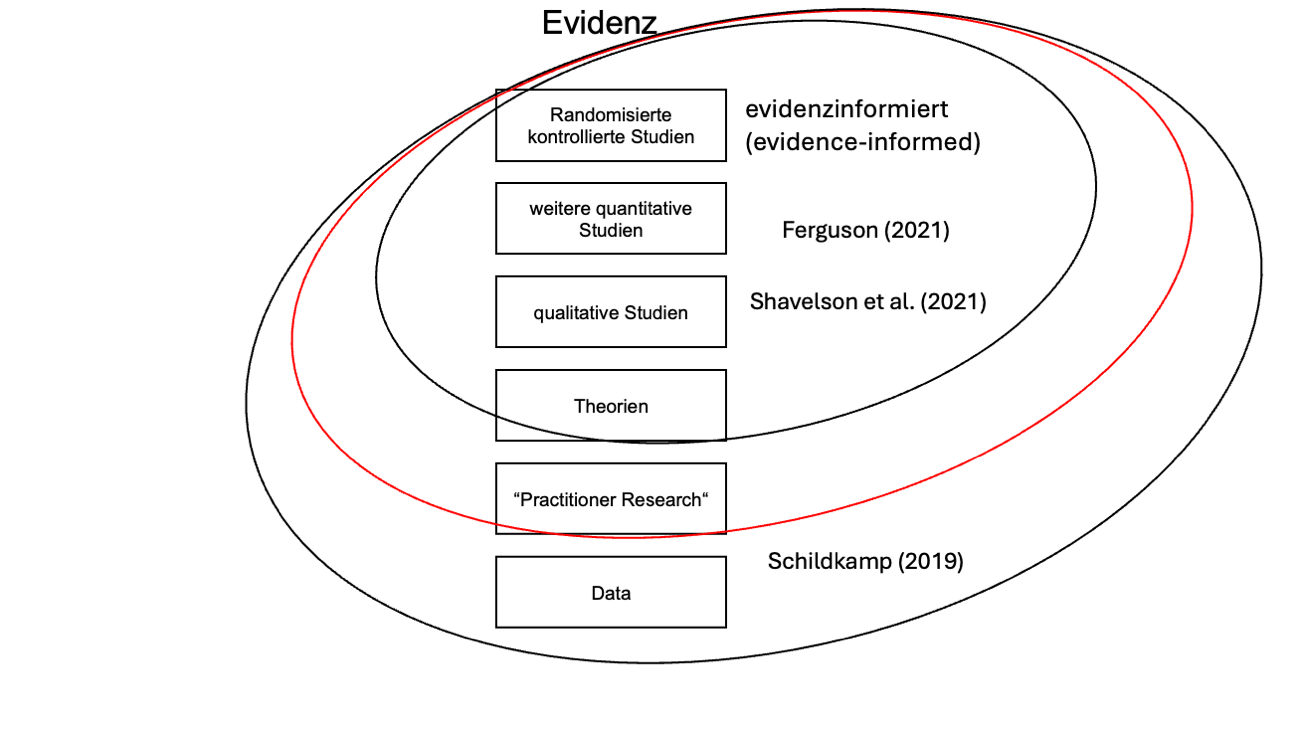 Evidenz
Randomisierte
kontrollierte Studien
evidenzinformiert
(evidence-informed)
weitere quantitative
Studien
Ferguson (2021)
qualitative Studien
Shavelson et al. (2021)
Theorien
“Practitioner Research“
Schildkamp (2019)
Data